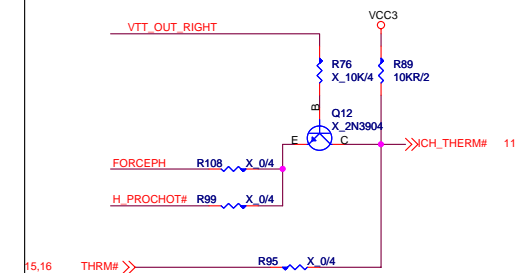 VCC3
VTT_OUT_RIGHT
R76
X_10K/4
R89
10KR/2
B
Q12
X_2N3904
E
C
ICH_THERM# 11
FORCEPH R108 X_0/4
H_PROCHOT# R99 X_0/4
15,16 THRM# R95 X_0/4